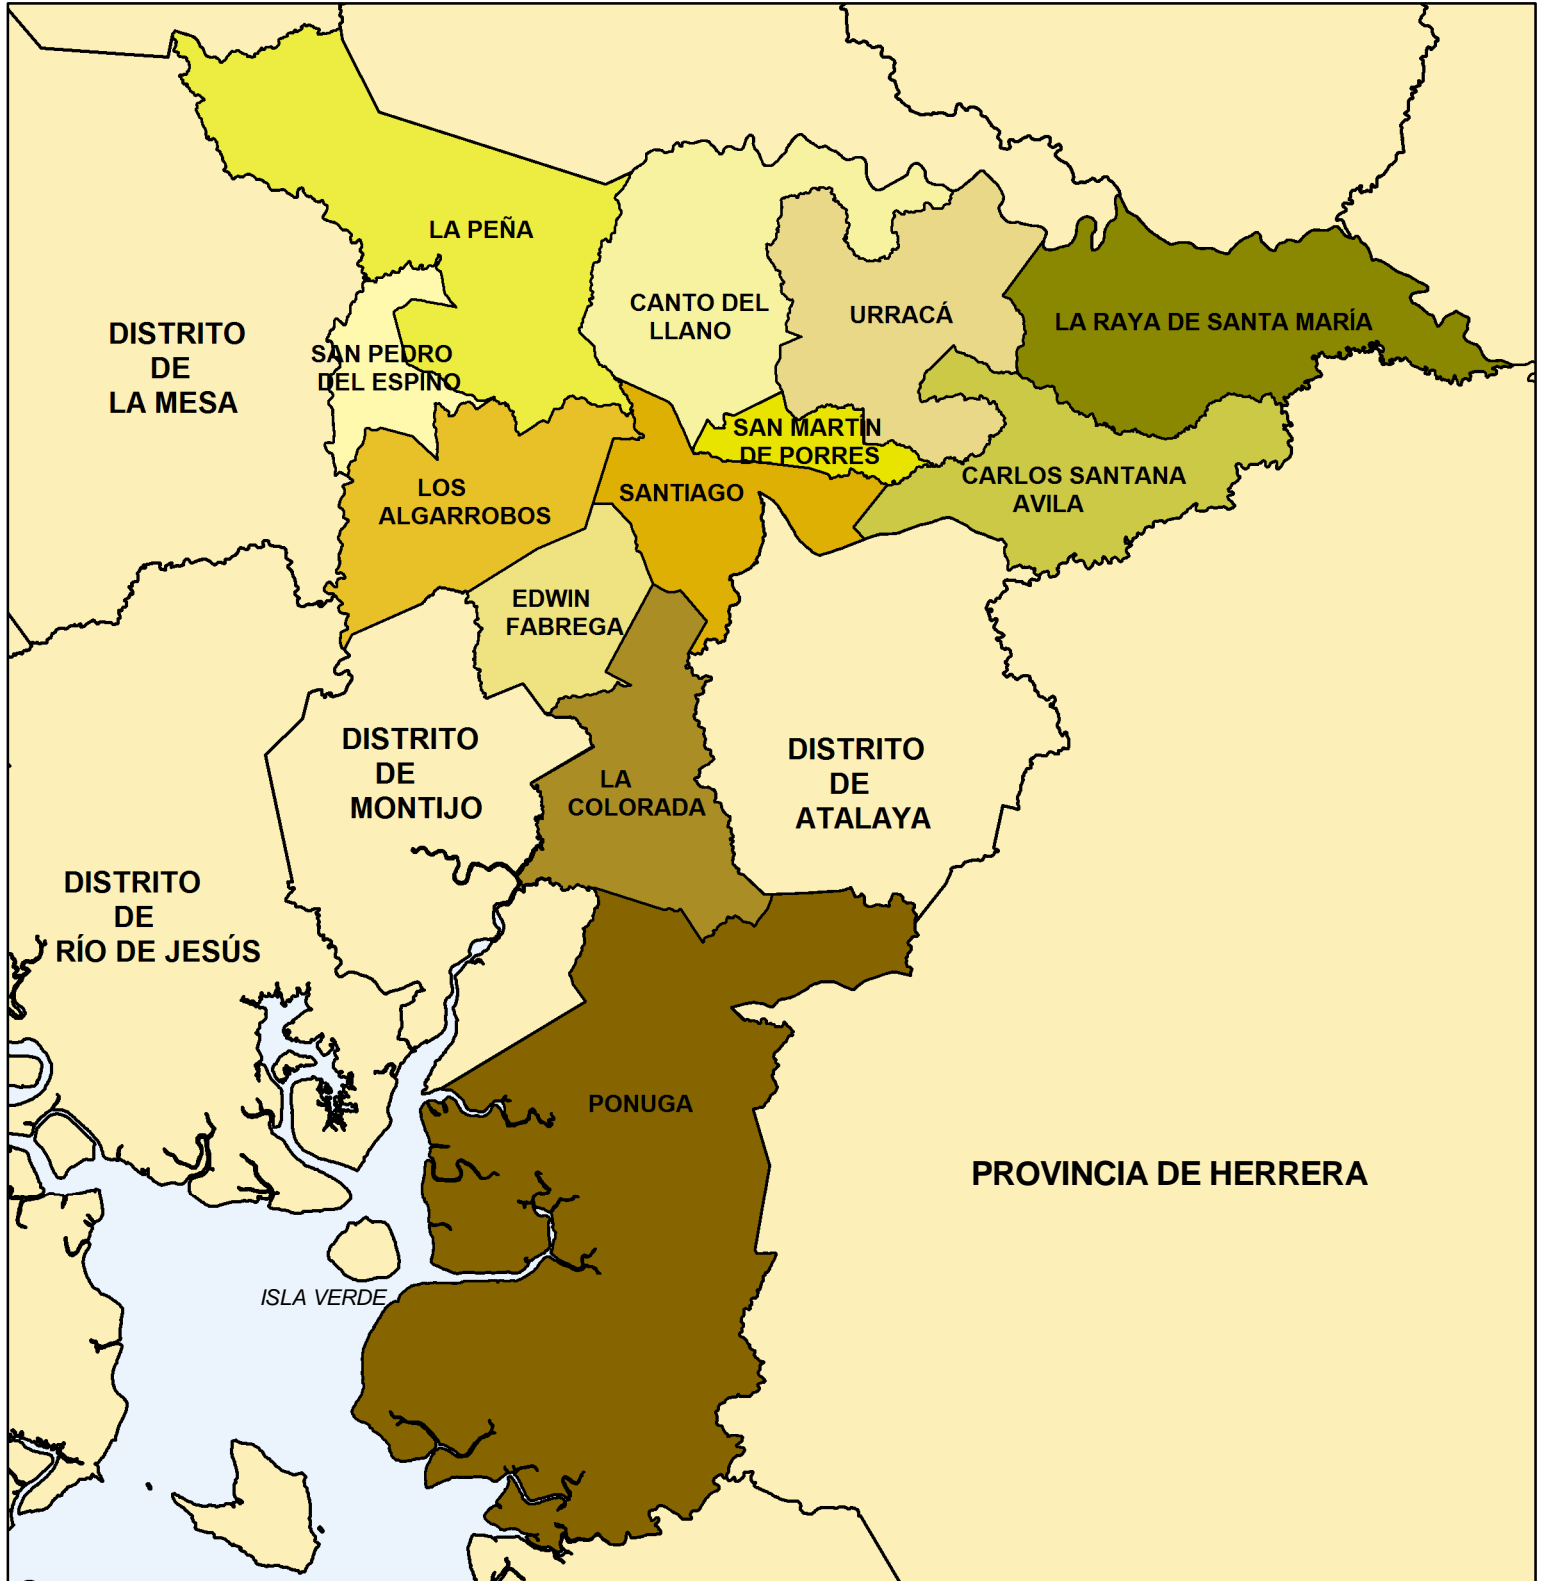 LA PEÑA
CANTO DEL
LLANO
URRACÁ
LA RAYA DE SANTA MARÍA
DISTRITO
DE
LA MESA
SAN PEDRO
DEL ESPINO
SAN MARTÍN
DE PORRES
CARLOS SANTANA
AVILA
LOS
ALGARROBOS
SANTIAGO
EDWIN
FABREGA
DISTRITO
DE
MONTIJO
LA
COLORADA
DISTRITO
DE
ATALAYA
DISTRITO
DE
RÍO DE JESÚS
PONUGA
PROVINCIA DE HERRERA
ISLA VERDE